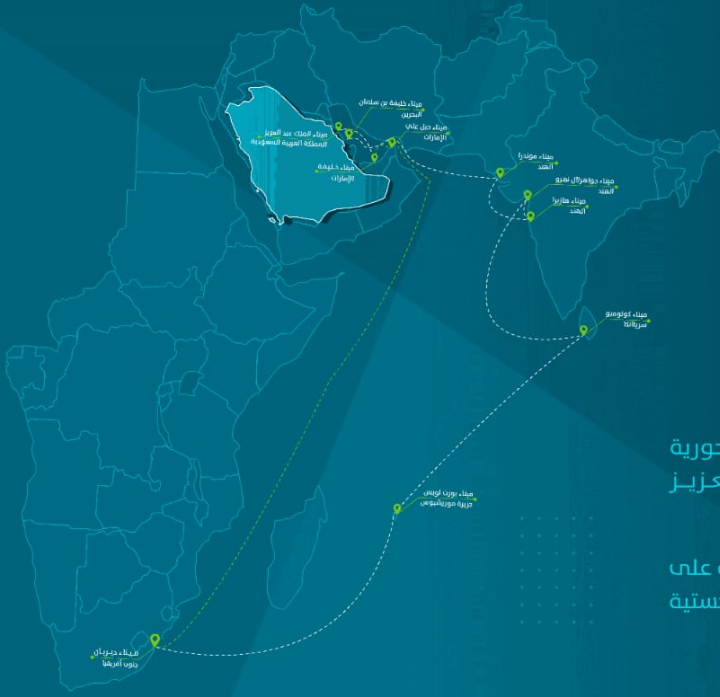 ميناء خليفة بن سلمان
البحرين
ميناء جبل علي
الإمارات
ميناء الملك عبد العزيز
المملكة العربية السعودية
ميناء خليفة
الإمارات
ميناء موندرا
الهند
ميناء جواهرلال نهرو
الهند
ميناء هازيرا
الهند
ميناء كولومبو
سريلانكا
ميناء بورت لويس
جزيرة موريشيوس
ميناء ديربان
جنوب أفريقيا
على